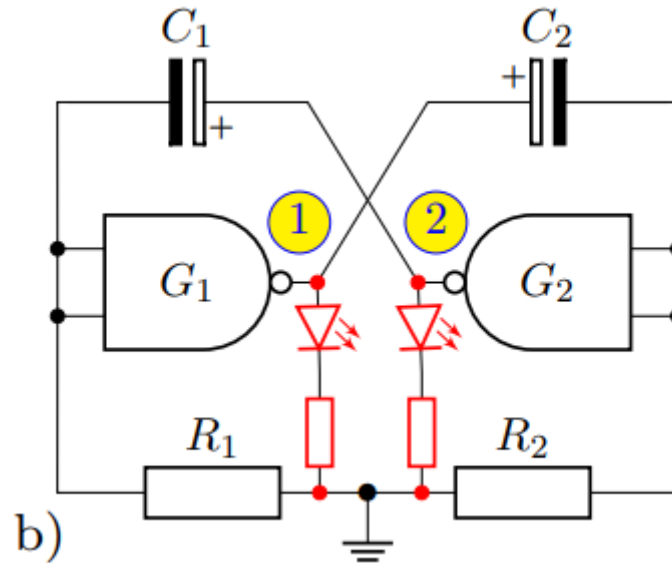 C₁ C₂
+ +
1 2
G₁ G₂
R₁ R₂
b)